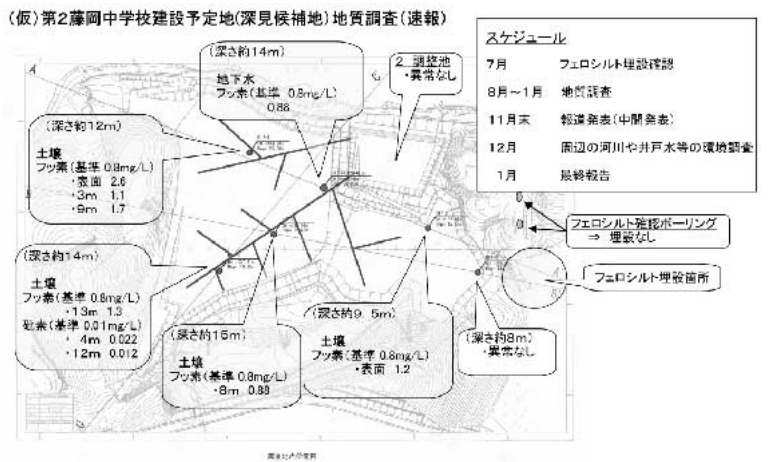 (仮)第2藤岡中学校建設予定地(深見候補地)地質調査(速報)
スケジュール
7月 フェロシルト埋設確認
8月~1月 地質調査
11月末 報道発表(中間発表)
12月 周辺の河川や井戸水等の環境調査
1月 最終報告
(深さ約14m)
地下水
フッ素(基準 0.8mg/L)
0.88
2 調整池
・異常なし
(深さ約12m)
土壌
フッ素(基準 0.8mg/L)
・表面 2.6
・3m 1.1
・9m 1.7
フェロシルト確認ボーリング
⇒ 埋設なし
フェロシルト埋設箇所
(深さ約14m)
土壌
フッ素(基準 0.8mg/L)
・13m 1.3
砒素(基準 0.01mg/L)
・ 4m 0.022
・12m 0.012
(深さ約15m)
土壌
フッ素(基準 0.8mg/L)
・8m 0.88
(深さ約9.5m)
土壌
フッ素(基準 0.8mg/L)
・表面 1.2
(深さ約8m)
・異常なし